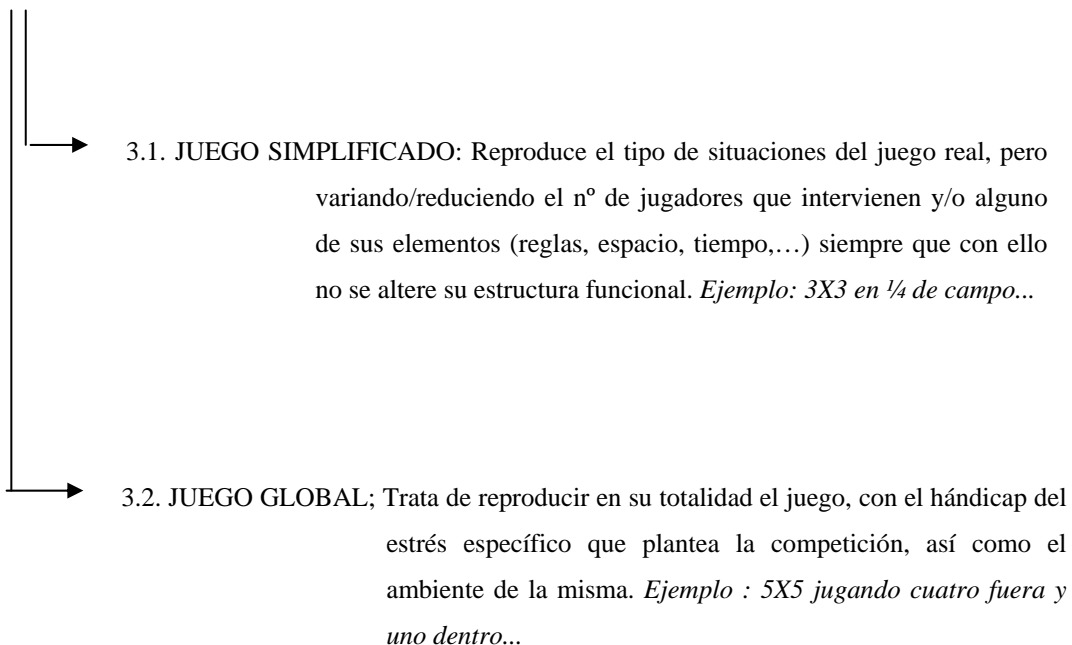 3.1. JUEGO SIMPLIFICADO: Reproduce el tipo de situaciones del juego real, pero
variando/reduciendo el nº de jugadores que intervienen y/o alguno
de sus elementos (reglas, espacio, tiempo,…) siempre que con ello
no se altere su estructura funcional. Ejemplo: 3X3 en ¼ de campo...
3.2. JUEGO GLOBAL; Trata de reproducir en su totalidad el juego, con el hándicap del
estrés específico que plantea la competición, así como el
ambiente de la misma. Ejemplo : 5X5 jugando cuatro fuera y
uno dentro...